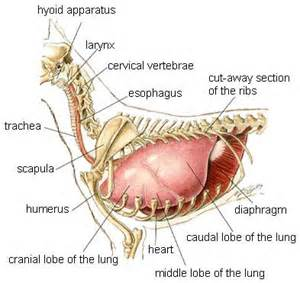 hyoid apparatus
larynx
cervical vertebrae
cut-away section
of the ribs
esophagus
trachea
scapula
humerus
diaphragm
caudal lobe of the lung
heart
cranial lobe of the lung
middle lobe of the lung